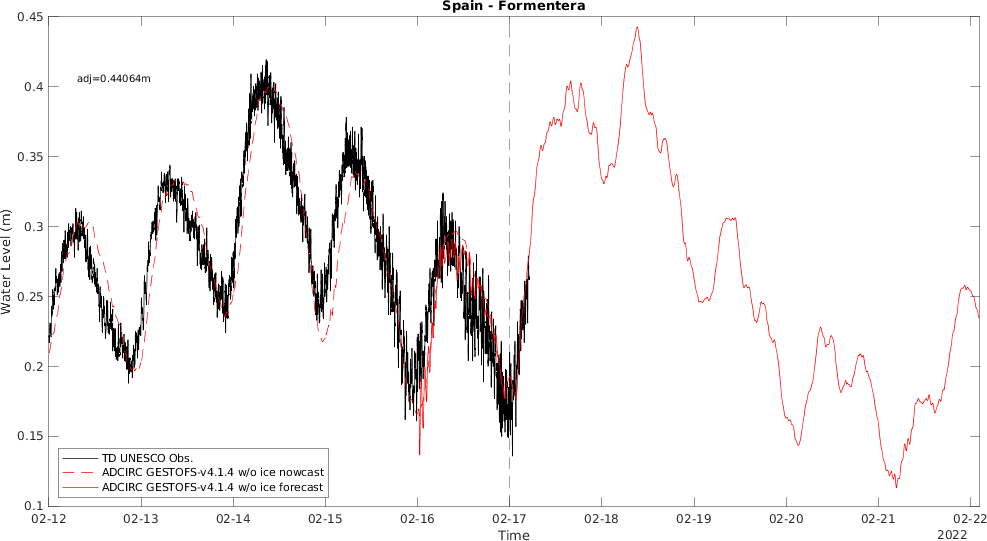 Spain - Formentera
adj=0.44064m
Water Level (m)
0.45
0.4
0.35
0.3
0.25
0.2
0.15
0.1
TD UNESCO Obs.
ADCIRC GESTOFS-v4.1.4 w/o ice nowcast
ADCIRC GESTOFS-v4.1.4 w/o ice forecast
02-12 02-13 02-14 02-15 02-16 02-17 02-18 02-19 02-20 02-21 02-22
Time
2022